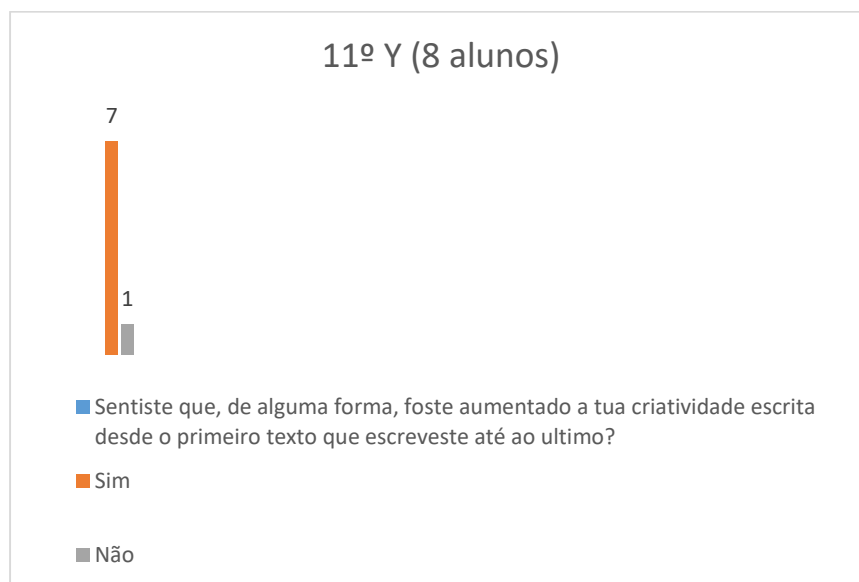 11º Y (8 alunos)
7
1
Sentiste que, de alguma forma, foste aumentado a tua criatividade escrita
desde o primeiro texto que escreveste até ao ultimo?
Sim
Não